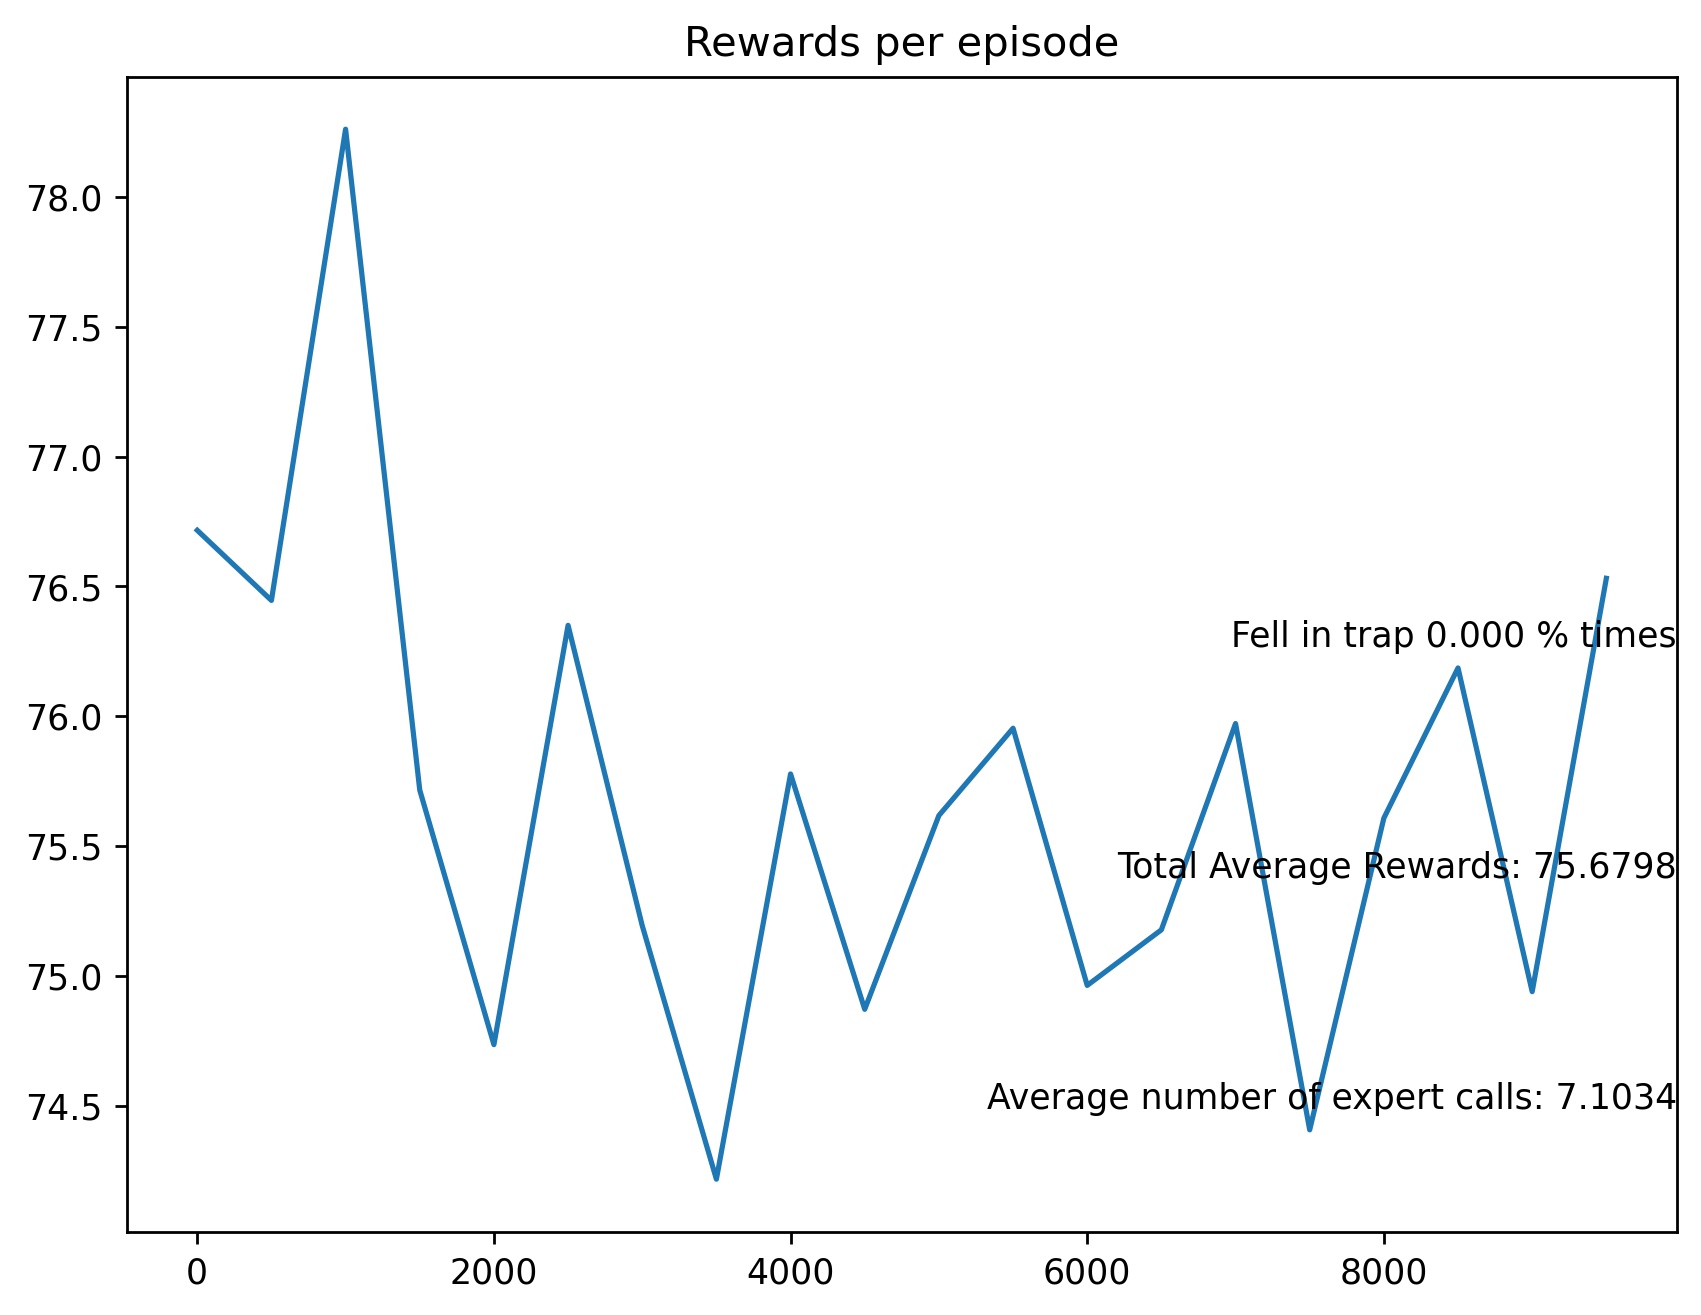 Rewards per episode
78.0
77.5
77.0
76.5
76.0
75.5
75.0
74.5
Fell in trap 0.000 % times
Total Average Rewards: 75.6798
Average number of expert calls: 7.1034
0 2000 4000 6000 8000